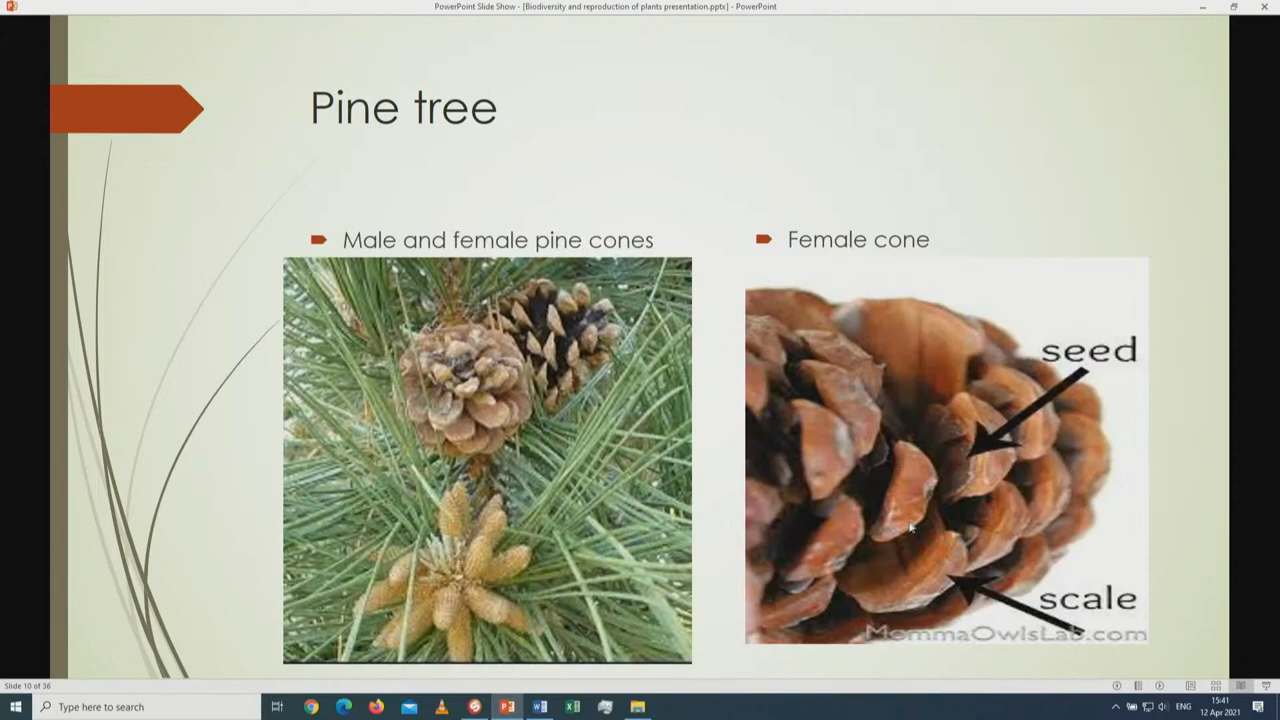 PowerPoint Slide Show - [Biodiversity and reproduction of plants presentation.pptx] - PowerPoint
Pine tree
Male and female pine cones
Female cone
seed
scale
MommaOwlsLab.com
Slide 10 of 36
Type here to search
ENG
15:41
12 Apr 2021